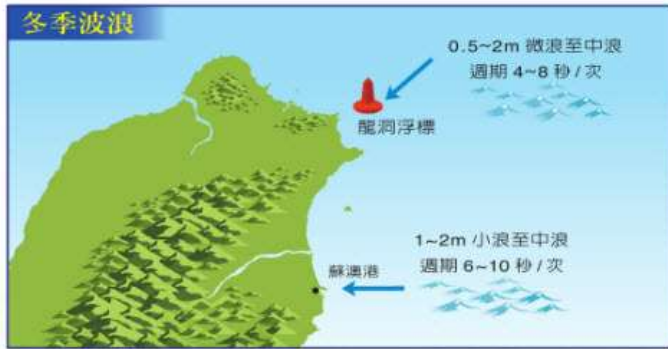 冬季波浪
0.5~2m 微浪至中浪
週期 4~8 秒/次
龍洞浮標
1~2m 小浪至中浪
週期 6~10 秒/次
蘇澳港